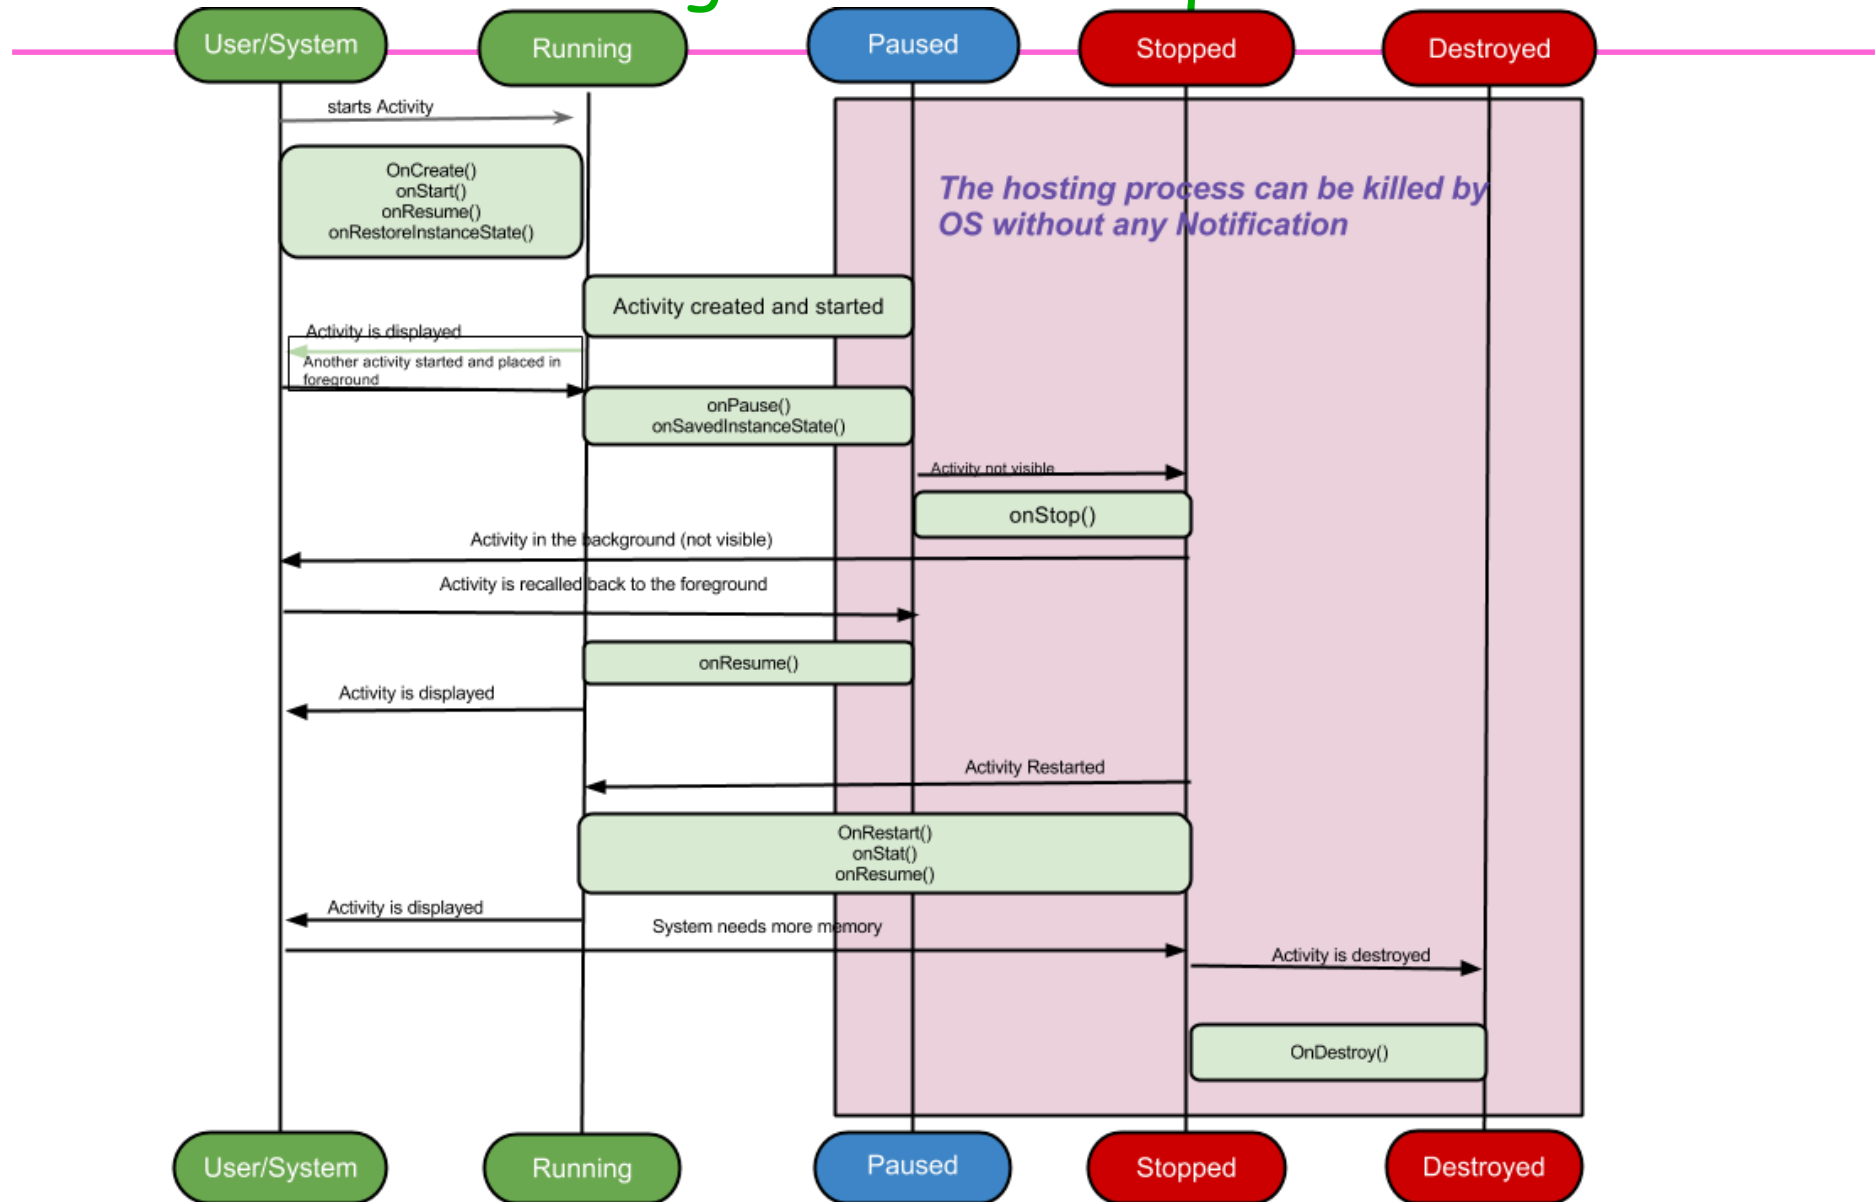 User/System
Running
Paused
Stopped
Destroyed
starts Activity
OnCreate()
onStart()
onResume()
onRestoreInstanceState()
The hosting process can be killed by
OS without any Notification
Activity created and started
Activity is displayed
Another activity started and placed in
foreground
onPause()
onSavedInstanceState()
Activity not visible
onStop()
Activity in the background (not visible)
Activity is recalled back to the foreground
onResume()
Activity is displayed
Activity Restarted
OnRestart()
onStat()
onResume()
Activity is displayed
System needs more memory
Activity is destroyed
OnDestroy()
User/System
Running
Paused
Stopped
Destroyed